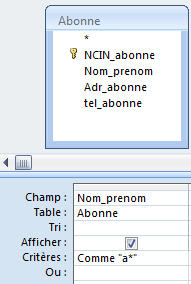 Abonne
*
NCIN_abonne
Nom_prenom
Adr_abonne
tel_abonne
Champ : Nom_prenom
Table : Abonne
Tri :
Afficher :
Critères : Comme "a*"
Ou :